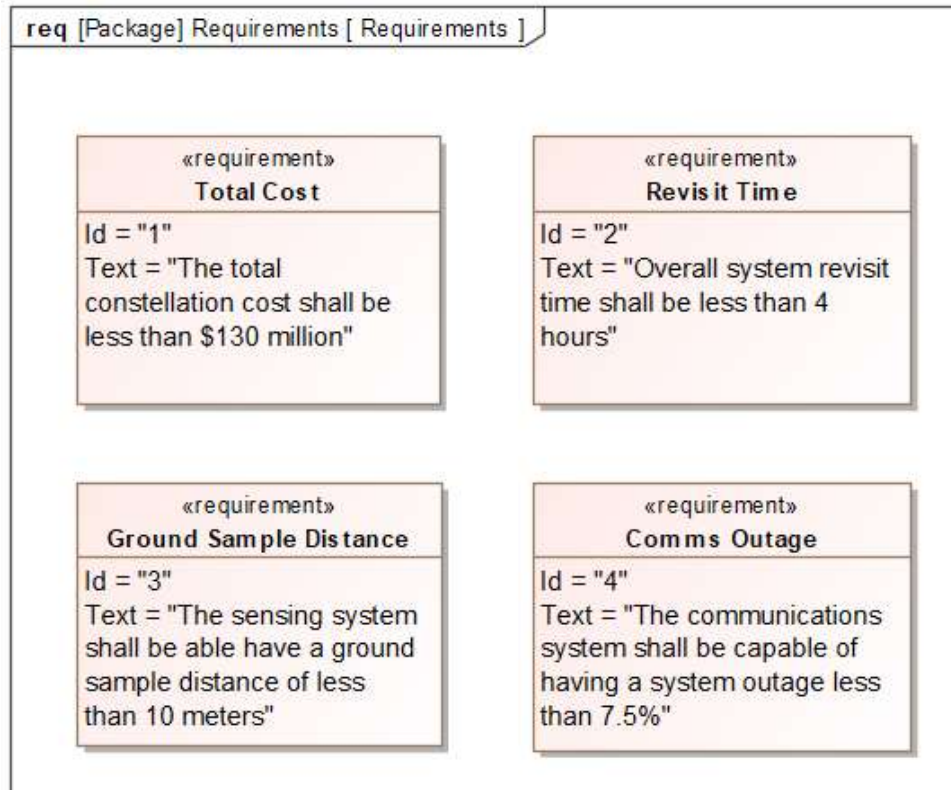 req [Package] Requirements [ Requirements ]
«requirement»
Total Cost
Id = "1"
Text = "The total
constellation cost shall be
less than $130 million"
«requirement»
Revisit Time
Id = "2"
Text = "Overall system revisit
time shall be less than 4
hours"
«requirement»
Ground Sample Distance
Id = "3"
Text = "The sensing system
shall be able have a ground
sample distance of less
than 10 meters"
«requirement»
Comms Outage
Id = "4"
Text = "The communications
system shall be capable of
having a system outage less
than 7.5%"